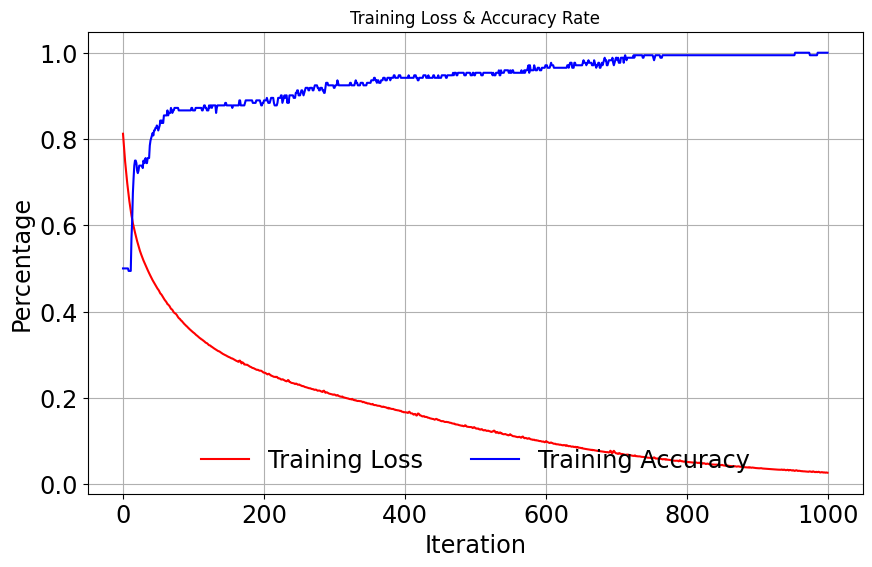 Training Loss & Accuracy Rate
1.0
0.8
0.6
0.4
0.2
0.0
Percentage
Training Loss Training Accuracy
0 200 400 600 800 1000
Iteration